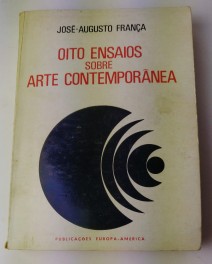 JOSÉ-AUGUSTO FRANÇA
OITO ENSAIOS
SOBRE
ARTE CONTEMPORÂNEA
PUBLICAÇÕES EUROPA-AMÉRICA